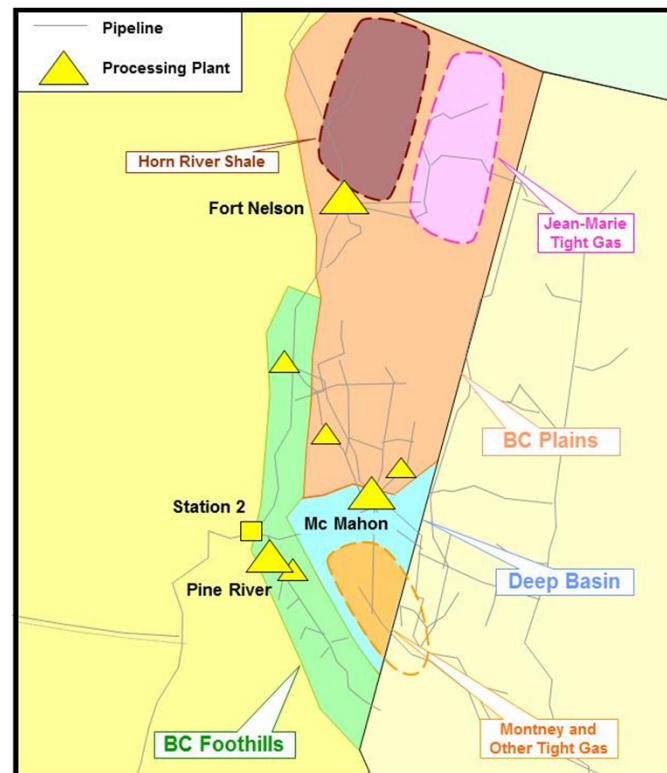 Pipeline
Processing Plant
Horn River Shale
Fort Nelson
Jean-Marie
Tight Gas
BC Plains
Station 2
Mc Mahon
Deep Basin
Pine River
BC Foothills
Montney and
Other Tight Gas